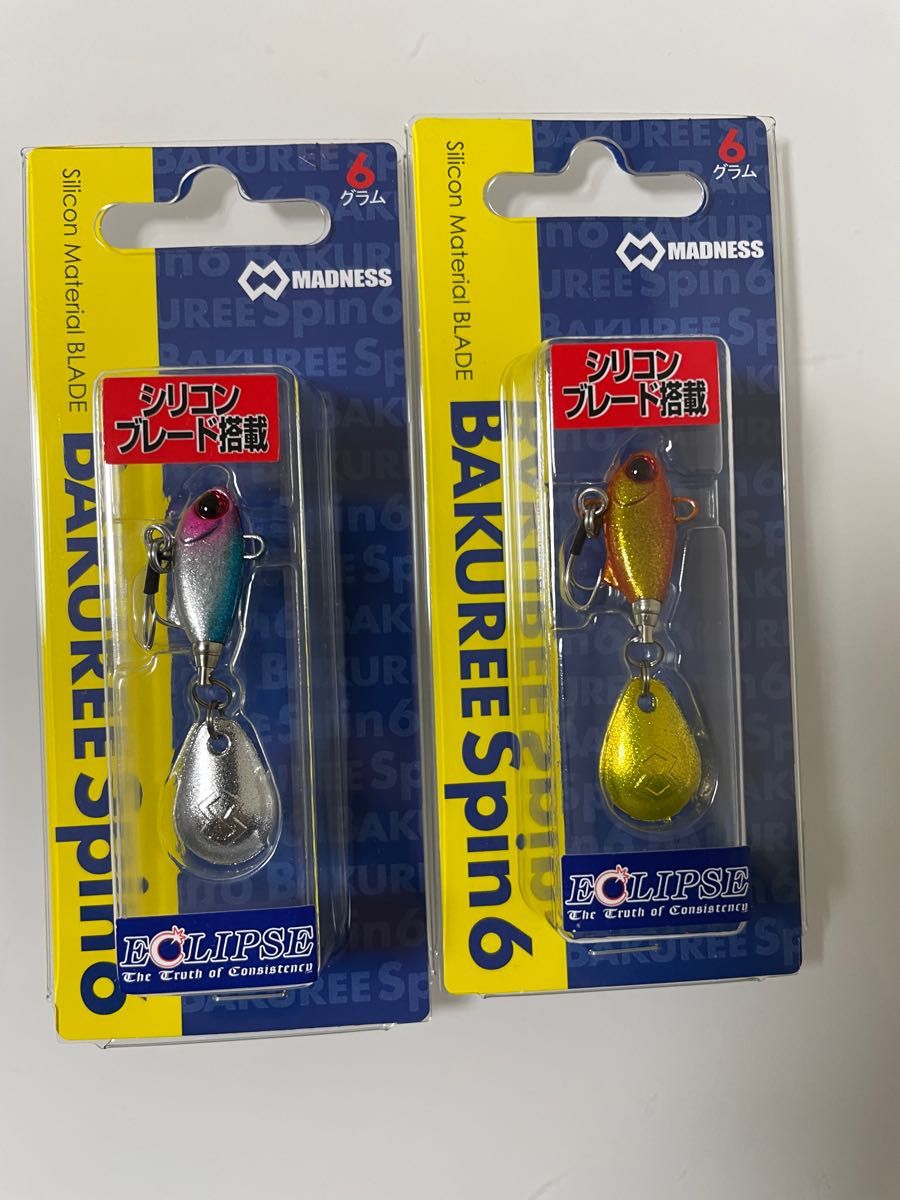 6
グラム
MADNESS
Silicon Material BLADE
シリコン
ブレード搭載
BAKUREE Spin6
ECLIPSE
The Truth of Consistency
6
グラム
MADNESS
Silicon Material BLADE
シリコン
ブレード搭載
BAKUREE Spin6
ECLIPSE
The Truth of Consistency